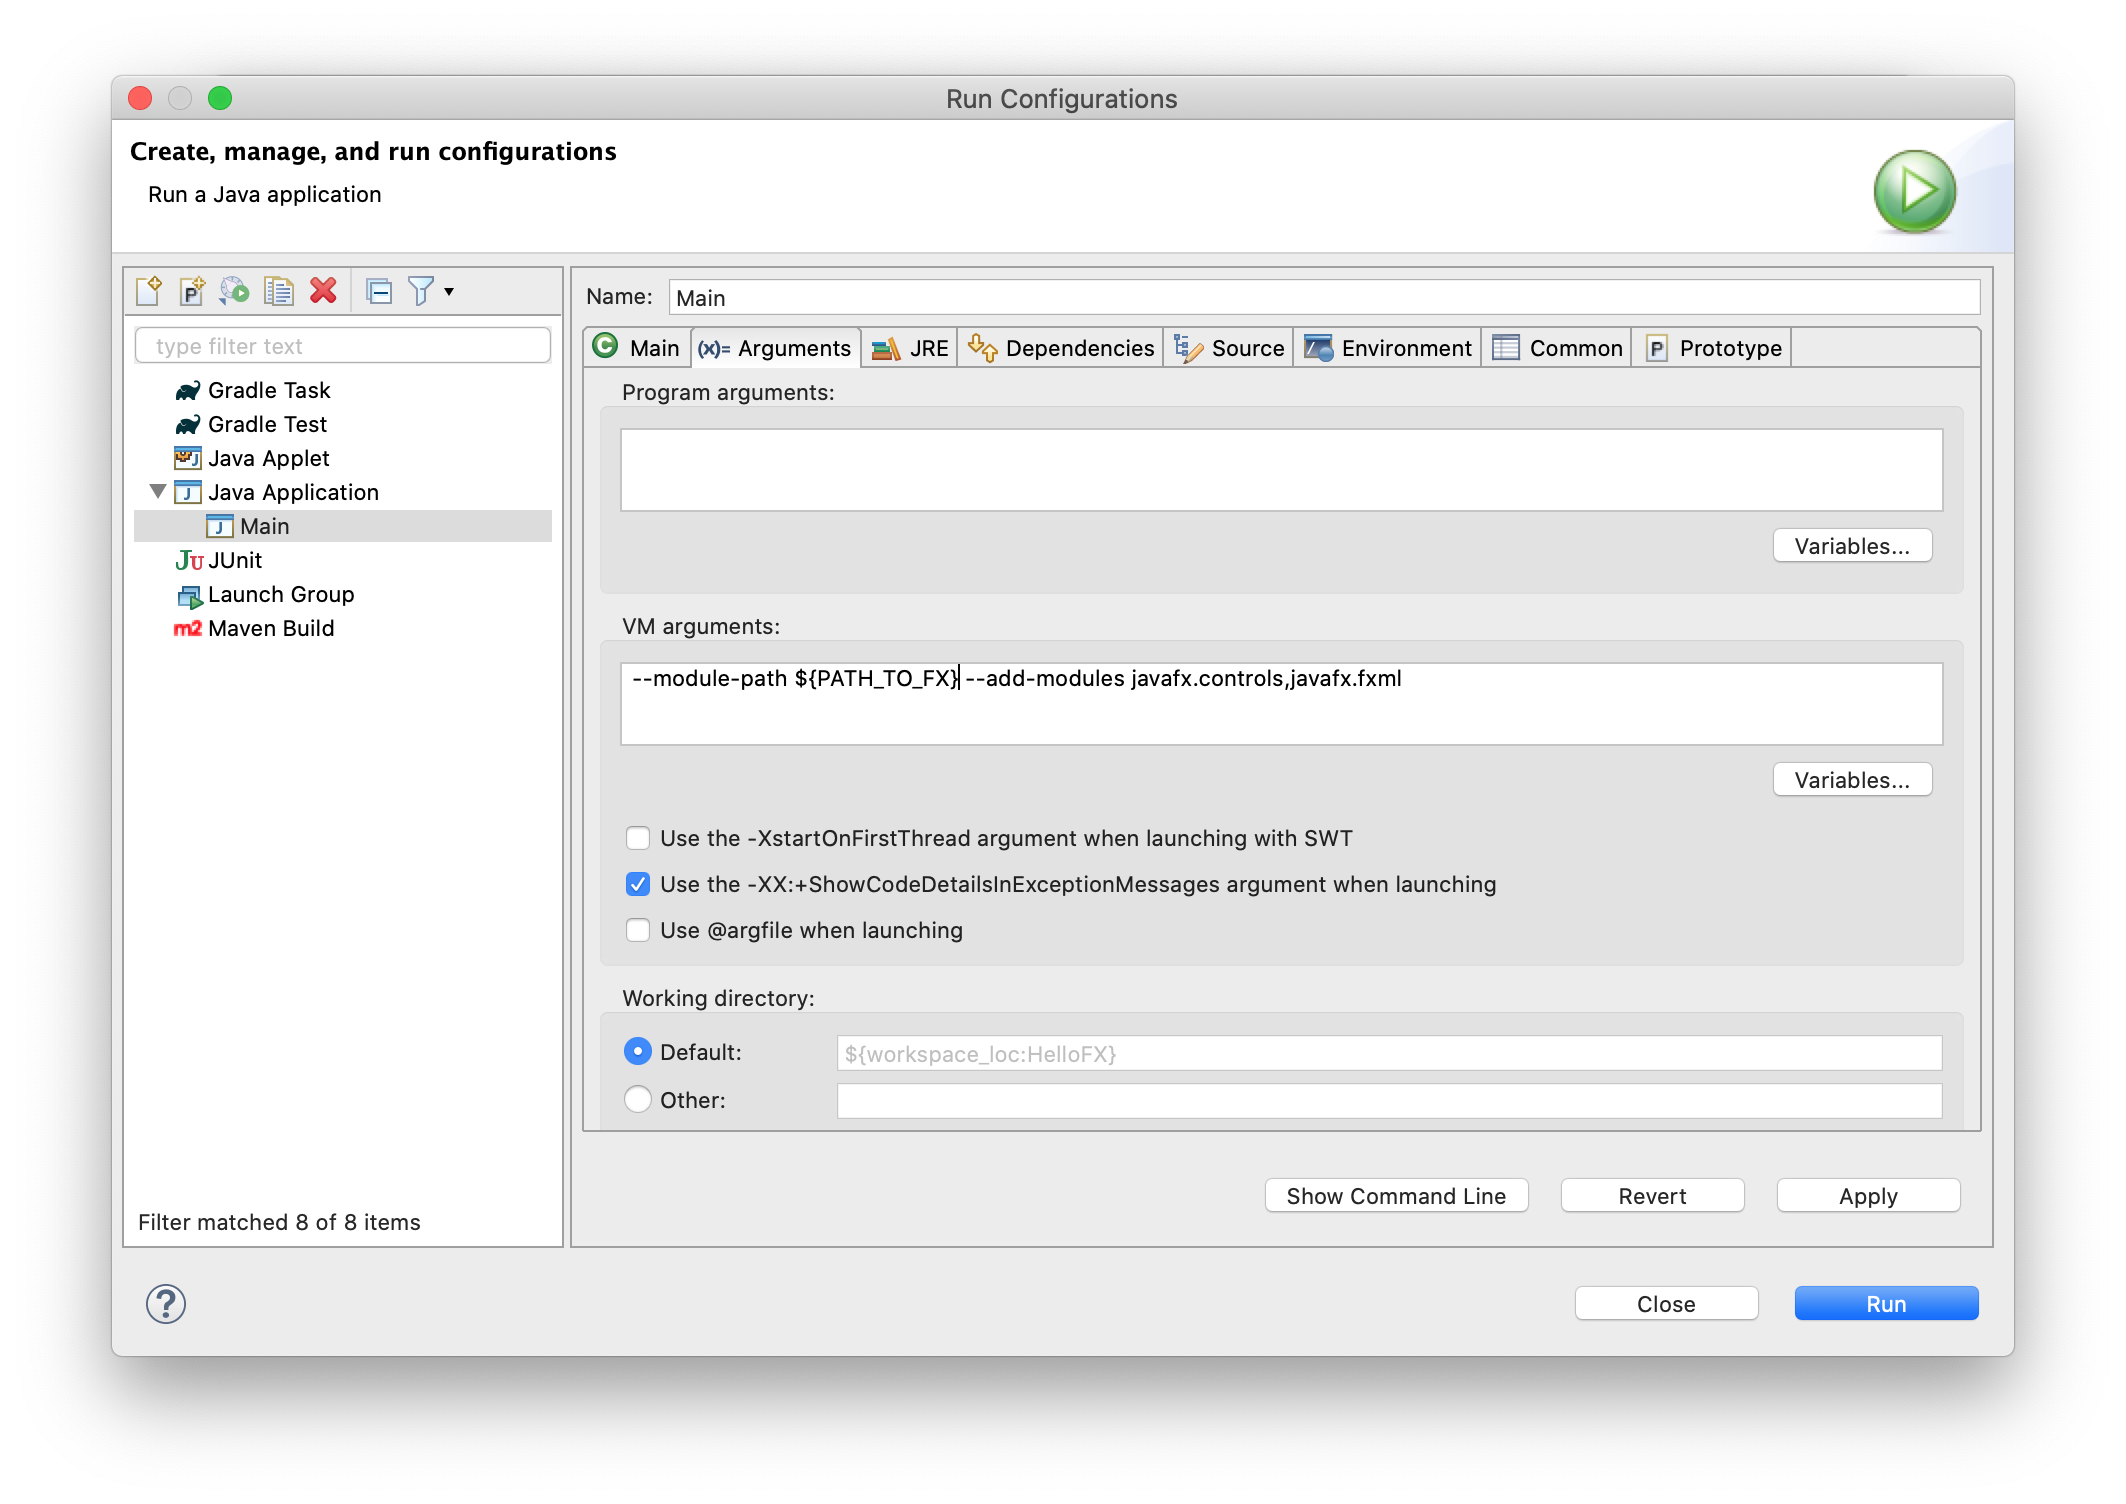 Run Configurations
Create, manage, and run configurations
Run a Java application
type filter text
Gradle Task
Gradle Test
Java Applet
Java Application
Main
JUnit
Launch Group
Maven Build
Filter matched 8 of 8 items
Name: Main
Main (x)= Arguments JRE Dependencies Source Environment Common Prototype
Program arguments:
Variables...
VM arguments:
--module-path ${PATH_TO_FX} --add-modules javafx.controls,javafx.fxml
Variables...
Use the -XstartOnFirstThread argument when launching with SWT
Use the -XX:+ShowCodeDetailsInExceptionMessages argument when launching
Use @argfile when launching
Working directory:
Default: ${workspace_loc:HelloFX}
Other:
Show Command Line Revert Apply
Close Run